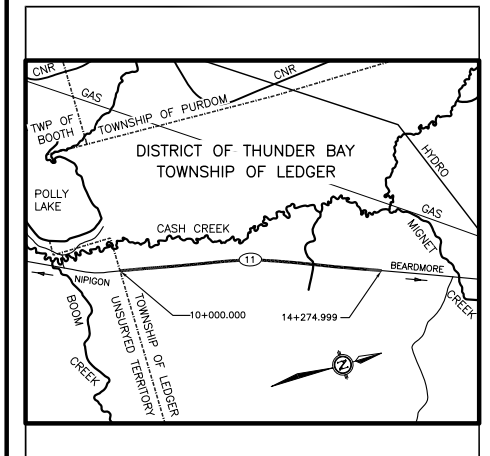 CNR
CNR
GAS
TWP OF
BOOTH
TOWNSHIP OF PURDOM
DISTRICT OF THUNDER BAY
TOWNSHIP OF LEDGER
HYDRO
POLLY
LAKE
GAS
CASH CREEK
MIGNET
CREEK
11
BEARDMORE
NIPIGON
BOOM
CREEK
TOWNSHIP OF LEDGER
UNSURYED TERRITORY
10+000.000
14+274.999
N